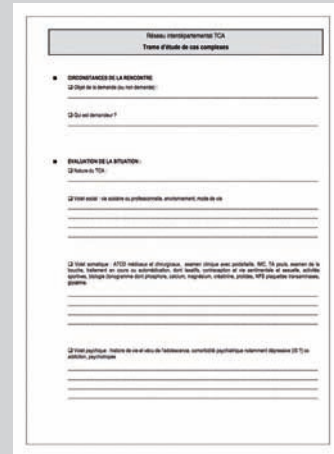 Réseau interdépartemental TCA
Trame d'étude de cas complexes
■ CIRCONSTANCES DE LA RENCONTRE
❑ Objet de la demande (ou non demande) :
❑ Qui est demandeur ?
■ EVALUATION DE LA SITUATION :
❑ Nature du TCA :
❑ Volet social : vie scolaire ou professionnelle, environnement, mode de vie
❑ Volet somatique : ATCD médicaux et chirurgicaux, examen clinique avec poids/taille, IMC, TA pouls, examen de la
bouche, traitement en cours ou automédication, dont laxatifs, contraception et vie sentimentale et sexuelle, activités
sportives, biologie (ionogramme dont phosphore, calcium, magnésium, créatinine, protides, NFS plaquettes transaminases,
glycémie.
❑ Volet psychique : histoire de vie et vécu de l'adolescence, comorbidité psychiatrique notamment dépressive (IS ?) ou
addiction, psychotropes